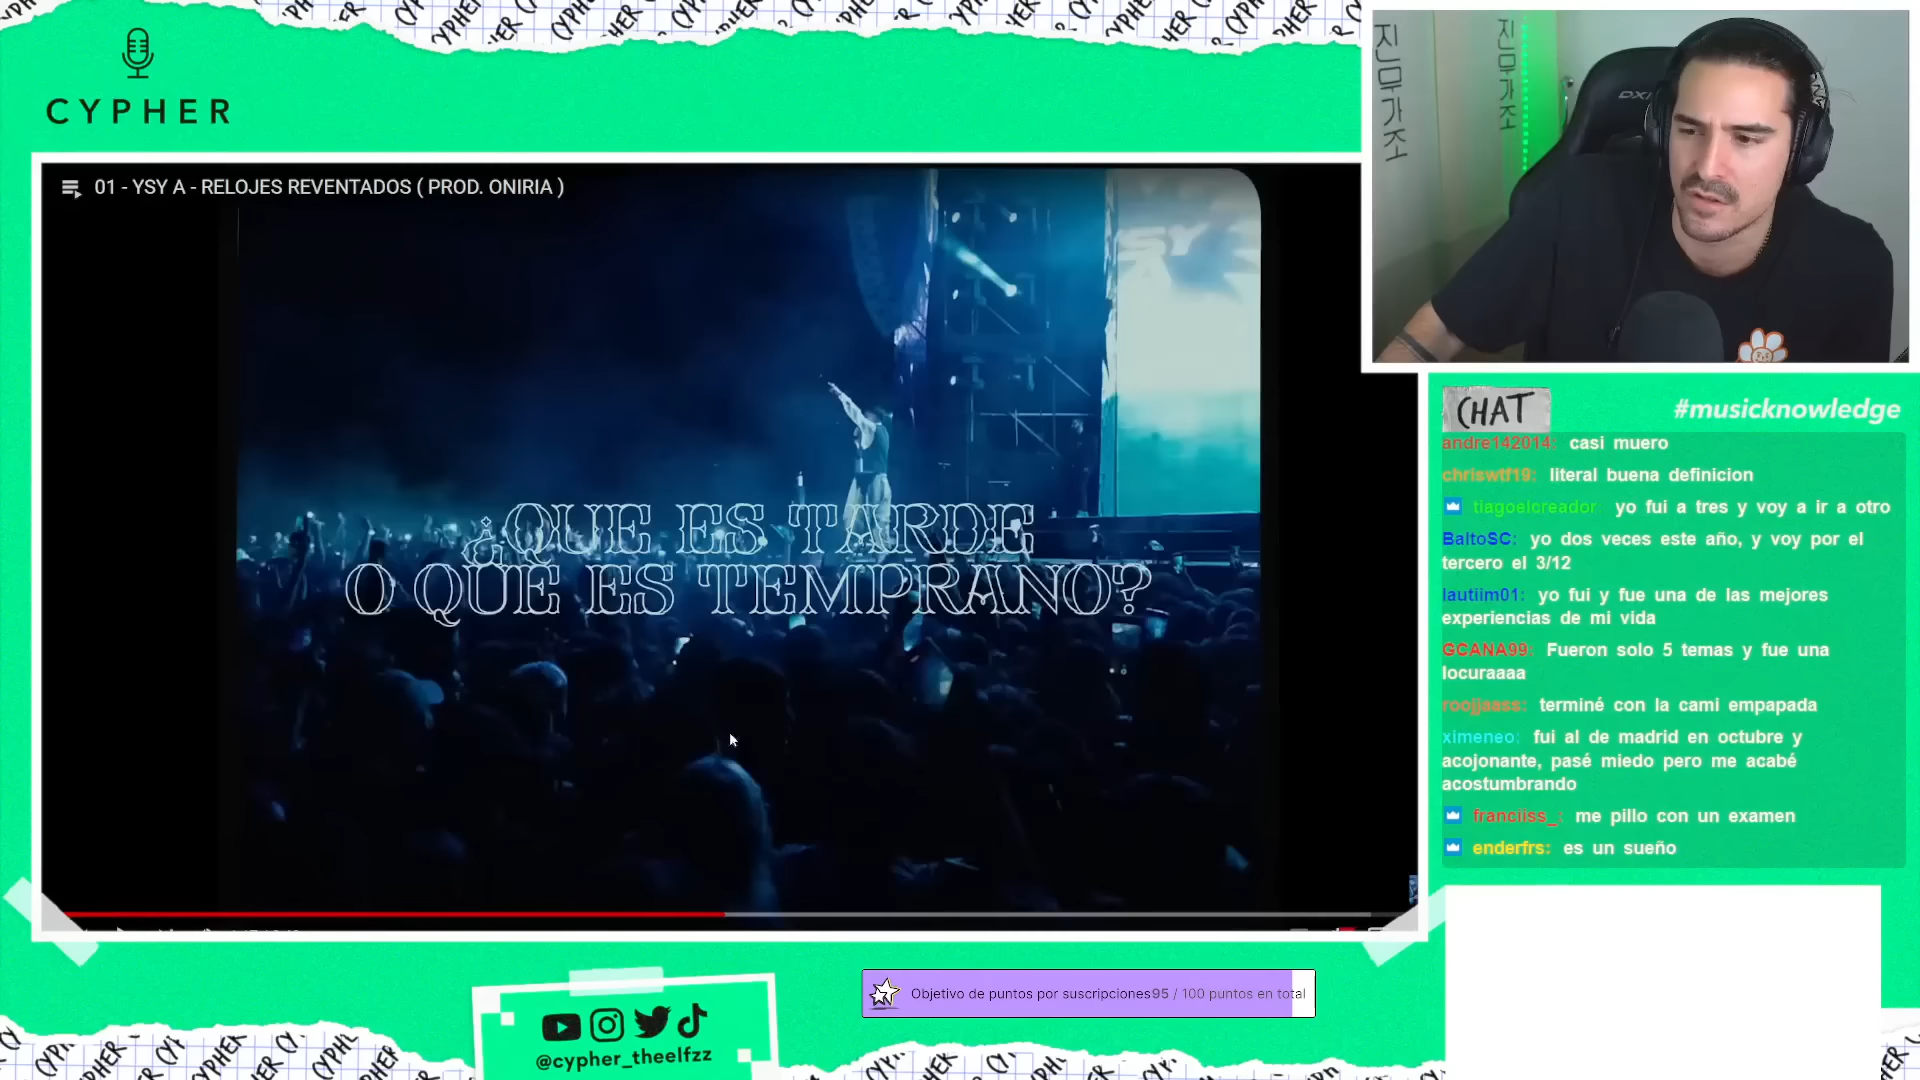 CYPHER
01 - YSY A - RELOJES REVENTADOS ( PROD. ONIRIA )
¿QUE ES TARDE
O QUE ES TEMPRANO?
CHAT
#musicknowledge
andre142014: casi muero
chriswtf19: literal buena definicion
tiagoelcreador yo fui a tres y voy a ir a otro
BaltoSC: yo dos veces este año, y voy por el
tercero el 3/12
lautiim01: yo fui y fue una de las mejores
experiencias de mi vida
GCANA99: Fueron solo 5 temas y fue una
locuraaaa
roojjaass: terminé con la cami empapada
ximeneo: fui al de madrid en octubre y
acojonante, pasé miedo pero me acabé
acostumbrando
franciiss_: me pillo con un examen
enderfrs: es un sueño
Objetivo de puntos por suscripciones95 / 100 puntos en total
@cypher_theelfzz